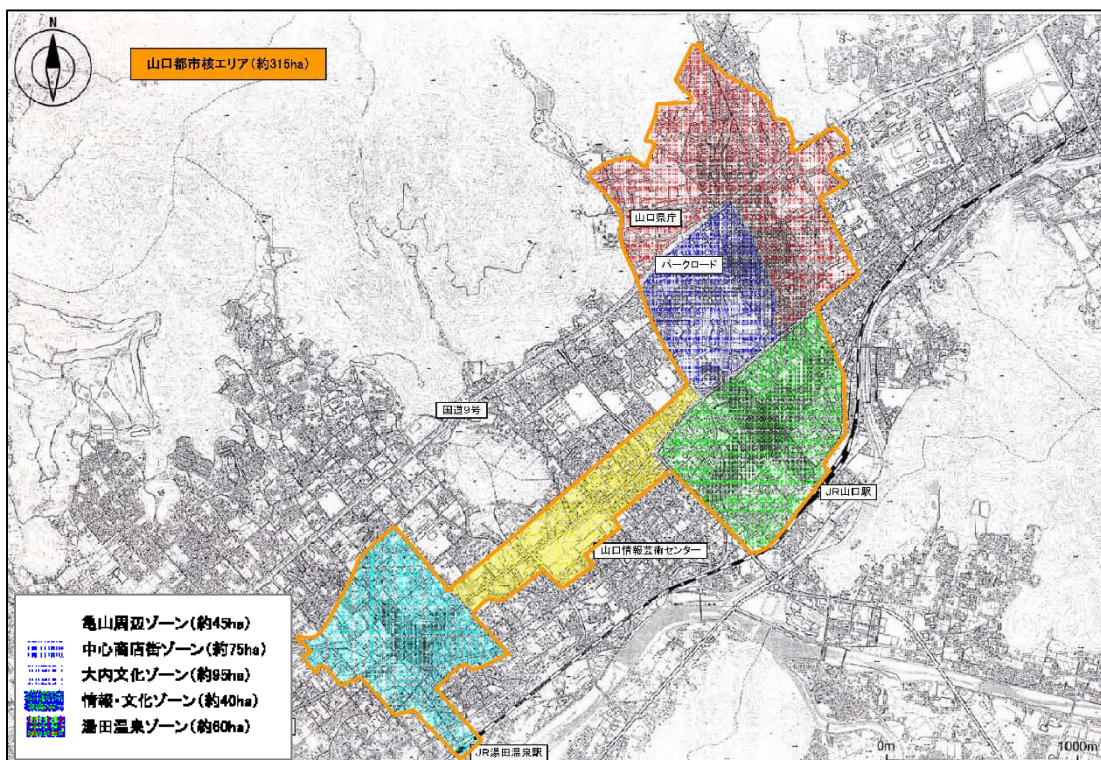 N
山口都市核エリア(約315ha)
山口県庁
パークロード
国道9号
JR山口駅
山口情報芸術センター
亀山周辺ゾーン(約45ha)
中心商店街ゾーン(約75ha)
大内文化ゾーン(約95ha)
情報・文化ゾーン(約40ha)
湯田温泉ゾーン(約60ha)
JR湯田温泉駅
0m
1000m